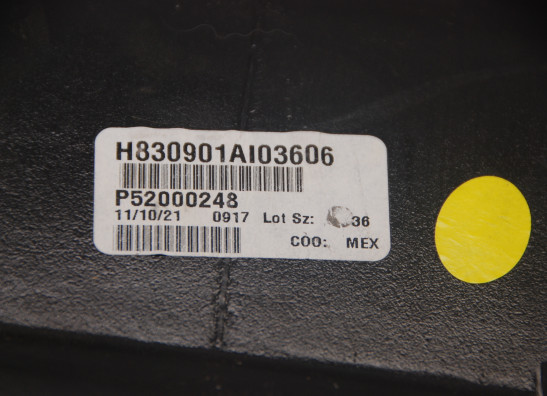 H830901AI03606
P52000248
11/10/21 0917 Lot Sz: 36
COO: MEX